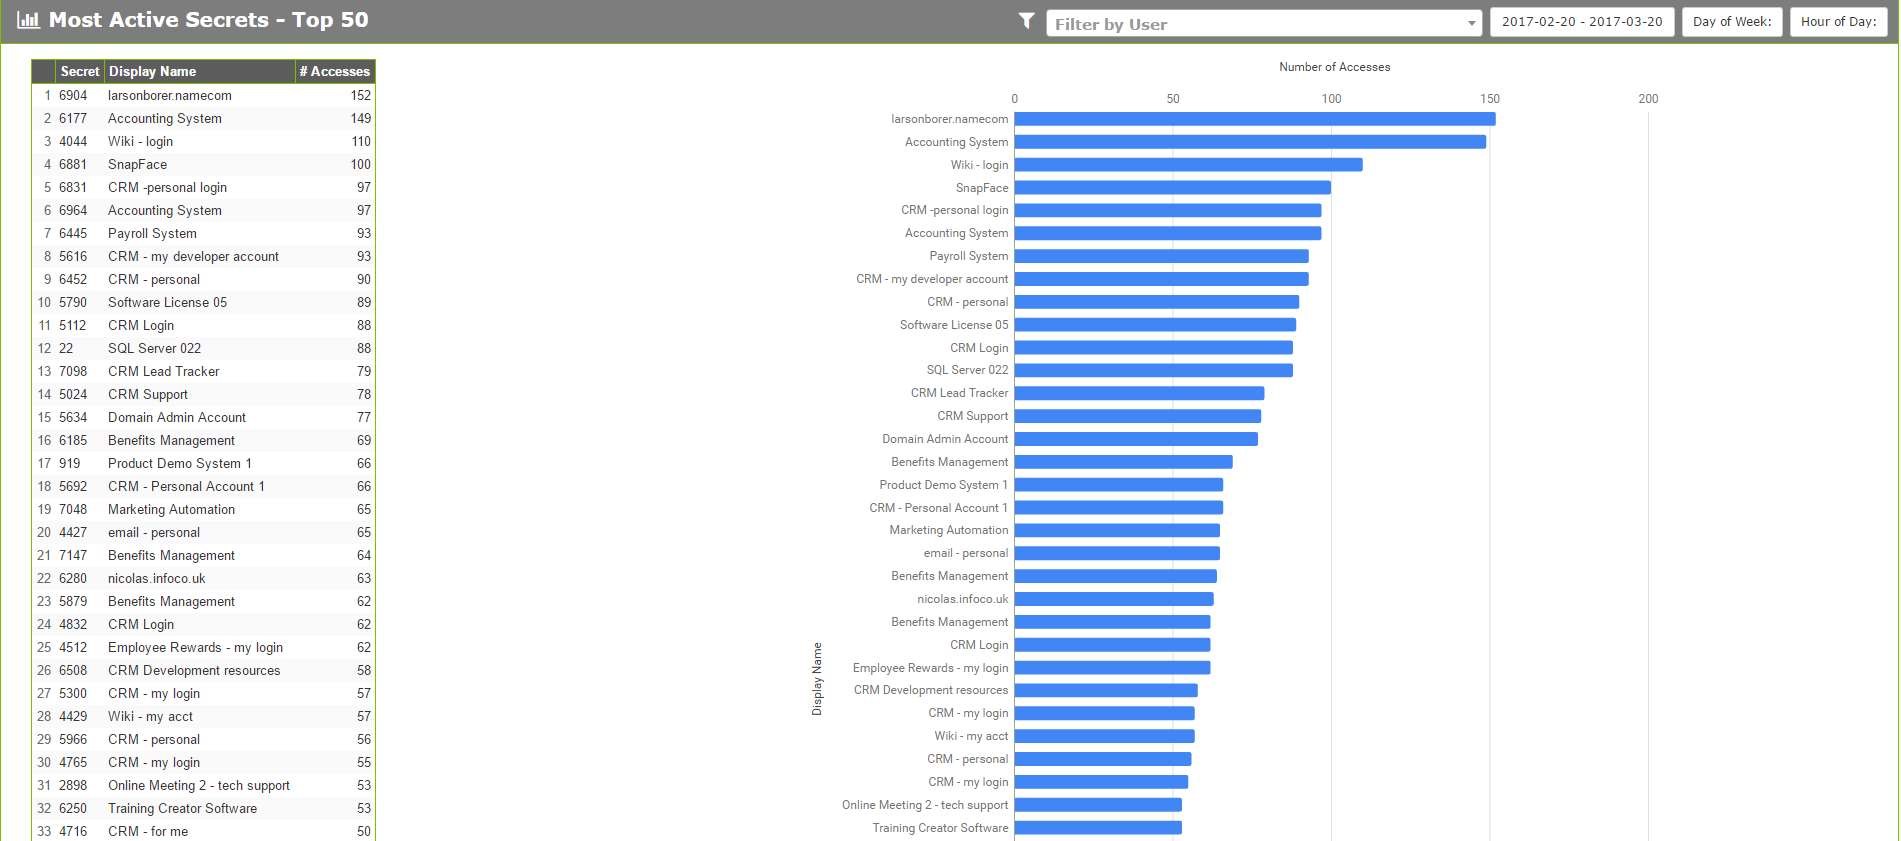 Most Active Secrets - Top 50
Filter by User
2017-02-20 - 2017-03-20
Day of Week:
Hour of Day:
Secret Display Name # Accesses
1 6904 larsonborer.namecom 152
2 6177 Accounting System 149
3 4044 Wiki - login 110
4 6881 SnapFace 100
5 6831 CRM -personal login 97
6 6964 Accounting System 97
7 6445 Payroll System 93
8 5616 CRM - my developer account 93
9 6452 CRM - personal 90
10 5790 Software License 05 89
11 5112 CRM Login 88
12 22 SQL Server 022 88
13 7098 CRM Lead Tracker 79
14 5024 CRM Support 78
15 5634 Domain Admin Account 77
16 6185 Benefits Management 69
17 919 Product Demo System 1 66
18 5692 CRM - Personal Account 1 66
19 7048 Marketing Automation 65
20 4427 email - personal 65
21 7147 Benefits Management 64
22 6280 nicolas.infoco.uk 63
23 5879 Benefits Management 62
24 4832 CRM Login 62
25 4512 Employee Rewards - my login 62
26 6508 CRM Development resources 58
27 5300 CRM - my login 57
28 4429 Wiki - my acct 57
29 5966 CRM - personal 56
30 4765 CRM - my login 55
31 2898 Online Meeting 2 - tech support 53
32 6250 Training Creator Software 53
33 4716 CRM - for me 50
Number of Accesses
0 50 100 150 200
Display Name
larsonborer.namecom
Accounting System
Wiki - login
SnapFace
CRM -personal login
Accounting System
Payroll System
CRM - my developer account
CRM - personal
Software License 05
CRM Login
SQL Server 022
CRM Lead Tracker
CRM Support
Domain Admin Account
Benefits Management
Product Demo System 1
CRM - Personal Account 1
Marketing Automation
email - personal
Benefits Management
nicolas.infoco.uk
Benefits Management
CRM Login
Employee Rewards - my login
CRM Development resources
CRM - my login
Wiki - my acct
CRM - personal
CRM - my login
Online Meeting 2 - tech support
Training Creator Software